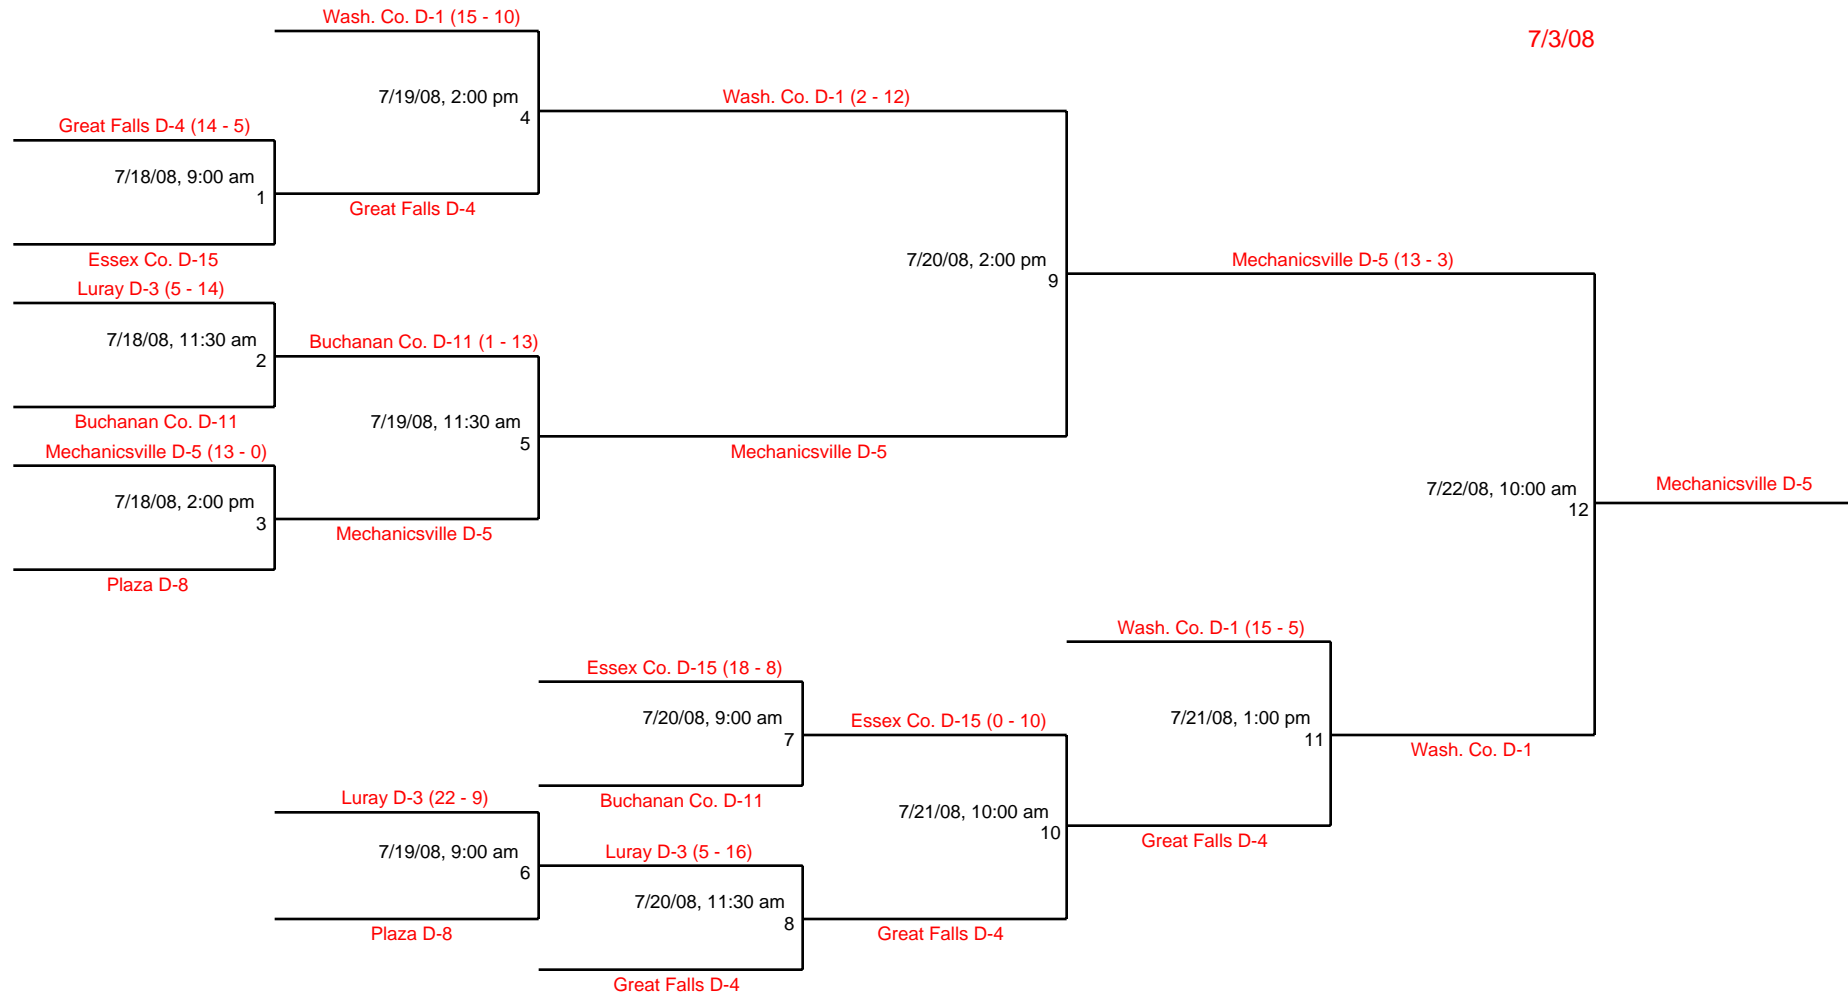 Wash. Co. D-1 (15 - 10)
7/3/08
7/19/08, 2:00 pm
4
Wash. Co. D-1 (2 - 12)
Great Falls D-4 (14 - 5)
7/18/08, 9:00 am
1
Great Falls D-4
Essex Co. D-15
7/20/08, 2:00 pm
9
Mechanicsville D-5 (13 - 3)
Luray D-3 (5 - 14)
7/18/08, 11:30 am
2
Buchanan Co. D-11 (1 - 13)
Buchanan Co. D-11
7/19/08, 11:30 am
5
Mechanicsville D-5
Mechanicsville D-5 (13 - 0)
7/18/08, 2:00 pm
3
Mechanicsville D-5
Plaza D-8
7/22/08, 10:00 am
12
Mechanicsville D-5
Wash. Co. D-1 (15 - 5)
Essex Co. D-15 (18 - 8)
7/20/08, 9:00 am
7
Essex Co. D-15 (0 - 10)
7/21/08, 1:00 pm
11
Wash. Co. D-1
Buchanan Co. D-11
Luray D-3 (22 - 9)
7/21/08, 10:00 am
10
Great Falls D-4
7/19/08, 9:00 am
6
Luray D-3 (5 - 16)
7/20/08, 11:30 am
8
Great Falls D-4
Plaza D-8
Great Falls D-4